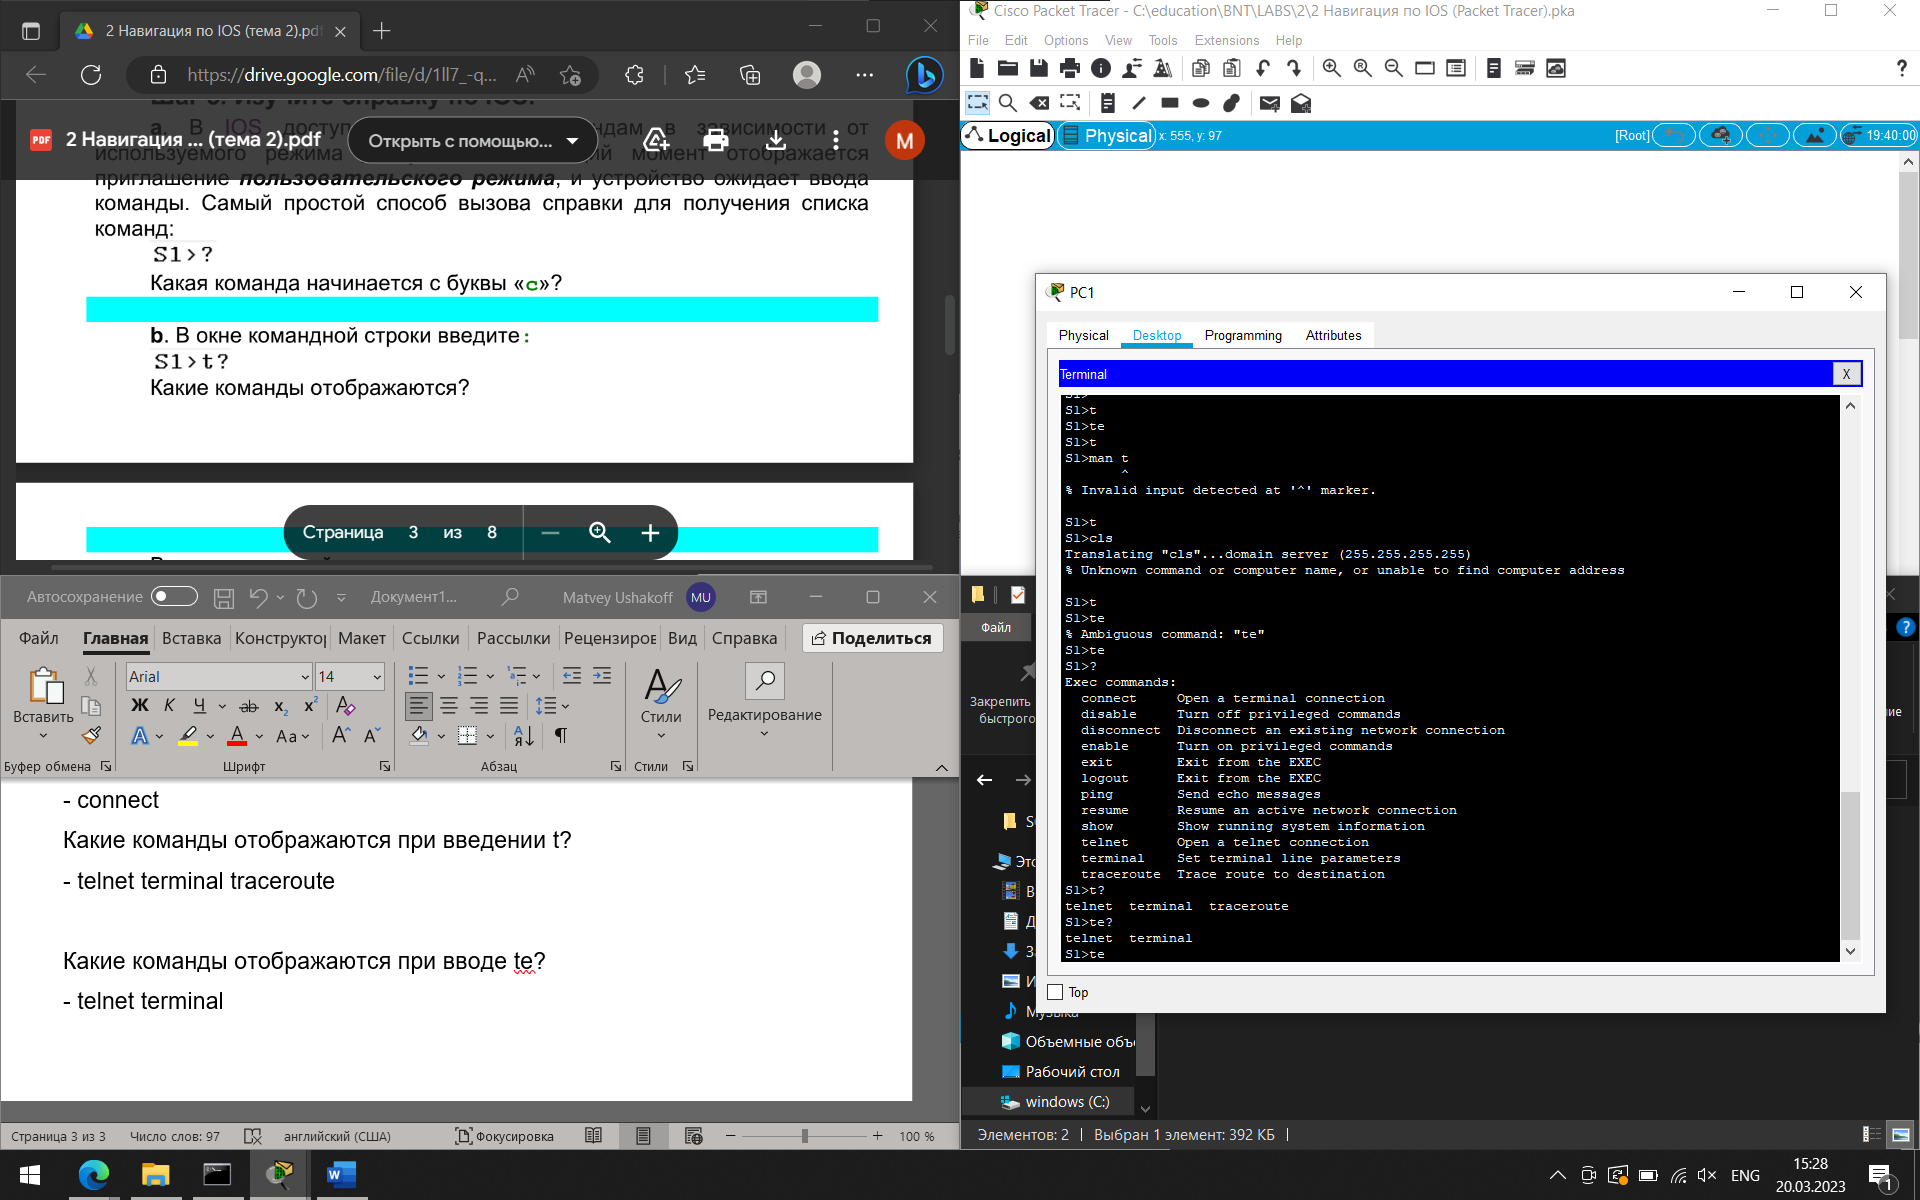 2 Навигация по IOS (тема 2).pdf
https://drive.google.com/file/d/1ll7_-q...
2 Навигация ... (тема 2).pdf
Открыть с помощью...
M
а. В IOS
в зависимости от
используемого режима
момент отображается
приглашение пользовательского режима, и устройство ожидает ввода
команды. Самый простой способ вызова справки для получения списка
команд:
S1>?
Какая команда начинается с буквы «c»?
b. В окне командной строки введите:
S1>t?
Какие команды отображаются?
Страница 3 из 8
Автосохранение
Документ1...
Matvey Ushakoff
MU
Файл Главная Вставка Конструктор Макет Ссылки Рассылки Рецензиров Вид Справка Поделиться
Arial 14
Вставить
Стили
Редактирование
Буфер обмена Шрифт Абзац Стили
- connect
Какие команды отображаются при введении t?
- telnet terminal traceroute
Какие команды отображаются при вводе te?
- telnet terminal
Страница 3 из 3 Число слов: 97 английский (США) Фокусировка 100 %
Cisco Packet Tracer - C:\education\BNT\LABS\2\2 Навигация по IOS (Packet Tracer).pka
File Edit Options View Tools Extensions Help
Logical Physical x: 555, y: 97 [Root] 19:40:00
PC1
Physical Desktop Programming Attributes
Terminal X
S1>
S1>t
S1>te
S1>t
S1>man t
^
% Invalid input detected at '^' marker.
S1>t
S1>cls
Translating "cls"...domain server (255.255.255.255)
% Unknown command or computer name, or unable to find computer address
S1>t
S1>te
% Ambiguous command: "te"
S1>te
S1>?
Exec commands:
connect Open a terminal connection
disable Turn off privileged commands
disconnect Disconnect an existing network connection
enable Turn on privileged commands
exit Exit from the EXEC
logout Exit from the EXEC
ping Send echo messages
resume Resume an active network connection
show Show running system information
telnet Open a telnet connection
terminal Set terminal line parameters
traceroute Trace route to destination
S1>t?
telnet terminal traceroute
S1>te?
telnet terminal
S1>te
Top
Файл
Закрепить
быстрого
Музыка
Объемные объ
Рабочий стол
windows (C:)
Элементов: 2 Выбран 1 элемент: 392 КБ
ENG
15:28
20.03.2023
1